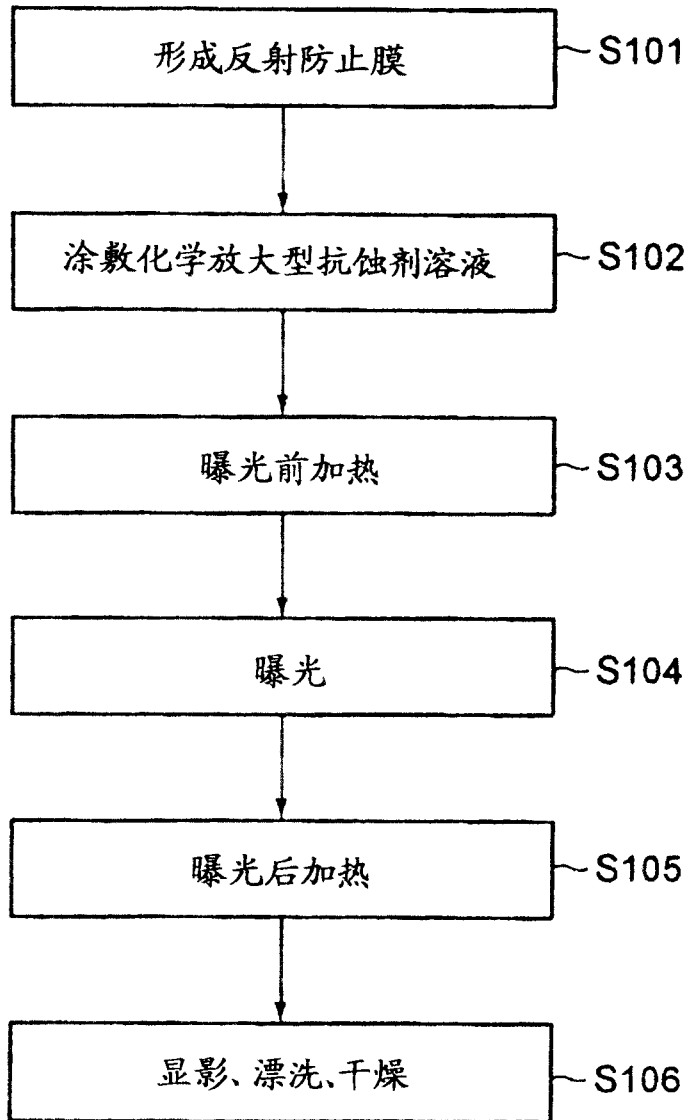 形成反射防止膜
S101
涂敷化学放大型抗蚀剂溶液
S102
曝光前加热
S103
曝光
S104
曝光后加热
S105
显影、漂洗、干燥
S106